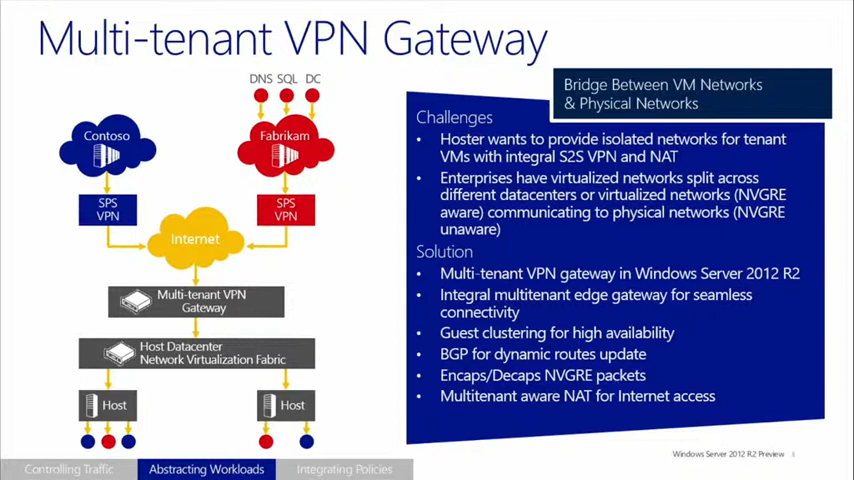 Multi-tenant VPN Gateway
DNS SQL DC
Contoso
Fabrikam
SPS
VPN
SPS
VPN
Internet
Multi-tenant VPN
Gateway
Host Datacenter
Network Virtualization Fabric
Host
Host
Bridge Between VM Networks
& Physical Networks
Challenges
• Hoster wants to provide isolated networks for tenant
VMs with integral S2S VPN and NAT
• Enterprises have virtualized networks split across
different datacenters or virtualized networks (NVGRE
aware) communicating to physical networks (NVGRE
unaware)
Solution
• Multi-tenant VPN gateway in Windows Server 2012 R2
• Integral multitenant edge gateway for seamless
connectivity
• Guest clustering for high availability
• BGP for dynamic routes update
• Encaps/Decaps NVGRE packets
• Multitenant aware NAT for Internet access
Windows Server 2012 R2 Preview
Controlling Traffic
Abstracting Workloads
Integrating Policies